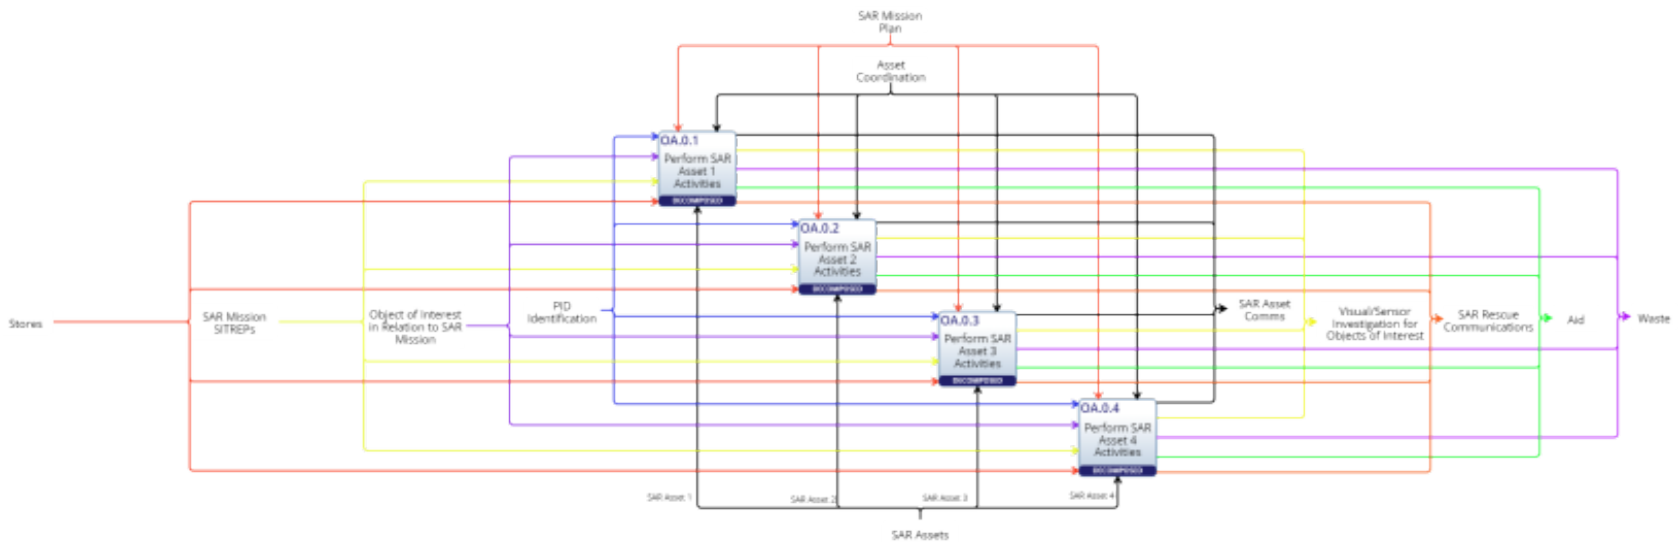 SAR Mission
Plan
Asset
Coordination
OA.0.1
Perform SAR
Asset 1
Activities
DECOMPOSED
OA.0.2
Perform SAR
Asset 2
Activities
DECOMPOSED
Stores
SAR Mission
SITREPs
Object of Interest
in Relation to SAR
Mission
PID
Identification
OA.0.3
Perform SAR
Asset 3
Activities
DECOMPOSED
SAR Asset
Comms
Visual/Sensor
Investigation for
Objects of Interest
SAR Rescue
Communications
Aid
Waste
OA.0.4
Perform SAR
Asset 4
Activities
DECOMPOSED
SAR Asset 1
SAR Asset 2
SAR Asset 3
SAR Asset 4
SAR Assets